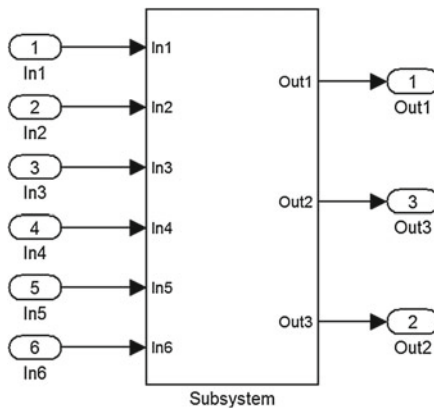 1
In1
2
In2
3
In3
4
In4
5
In5
6
In6
In1
In2
In3
In4
In5
In6
Out1
Out2
Out3
Subsystem
1
Out1
3
Out3
2
Out2